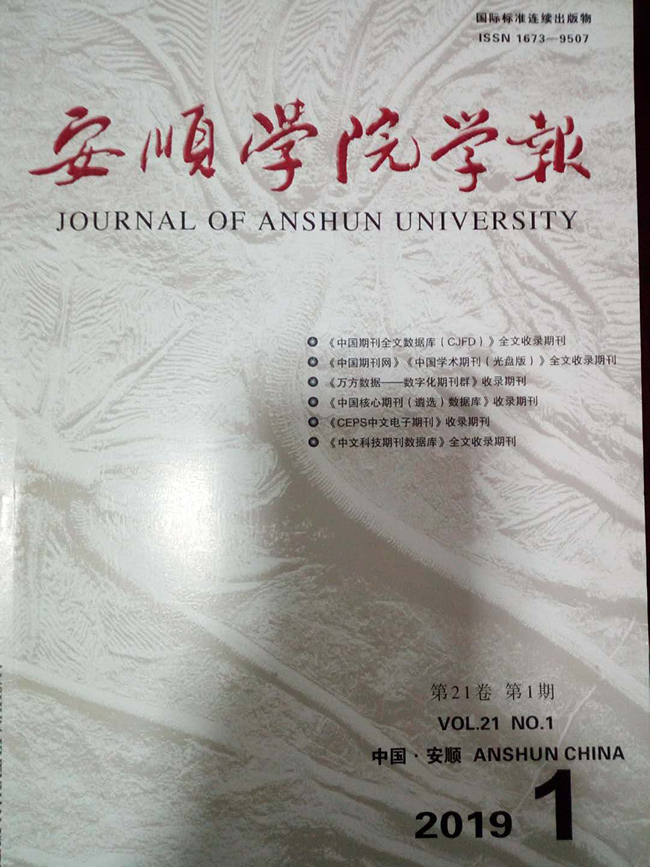 国际标准连续出版物
ISSN 1673—9507
安顺学院学報
JOURNAL OF ANSHUN UNIVERSITY
《中国期刊全文数据库(CJFD)》全文收录期刊
《中国期刊网》《中国学术期刊(光盘版)》全文收录期刊
《万方数据——数字化期刊群》收录期刊
《中国核心期刊(遴选)数据库》收录期刊
《CEPS中文电子期刊》收录期刊
《中文科技期刊数据库》全文收录期刊
第21卷 第1期
VOL.21 NO.1
中国·安顺 ANSHUN CHINA
2019 1